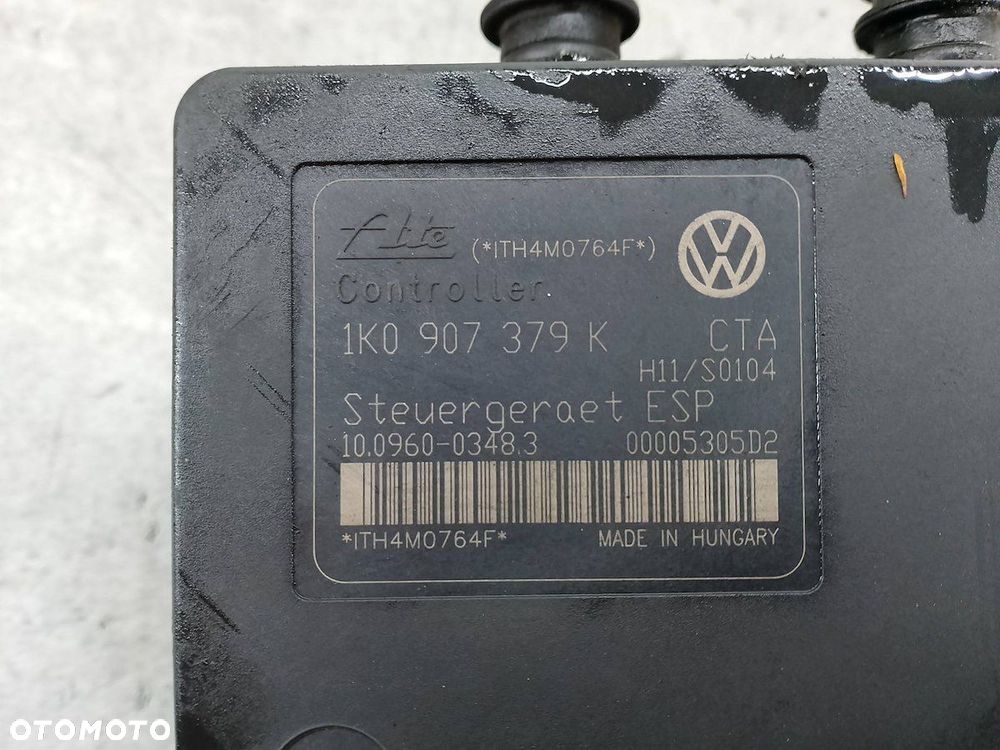 Ate (*ITH4M0764F*)
Controller
1K0 907 379 K CTA
H11/S0104
Steuergeraet ESP
10.0960-0348.3 00005305D2
*ITH4M0764F* MADE IN HUNGARY
OTOMOTO